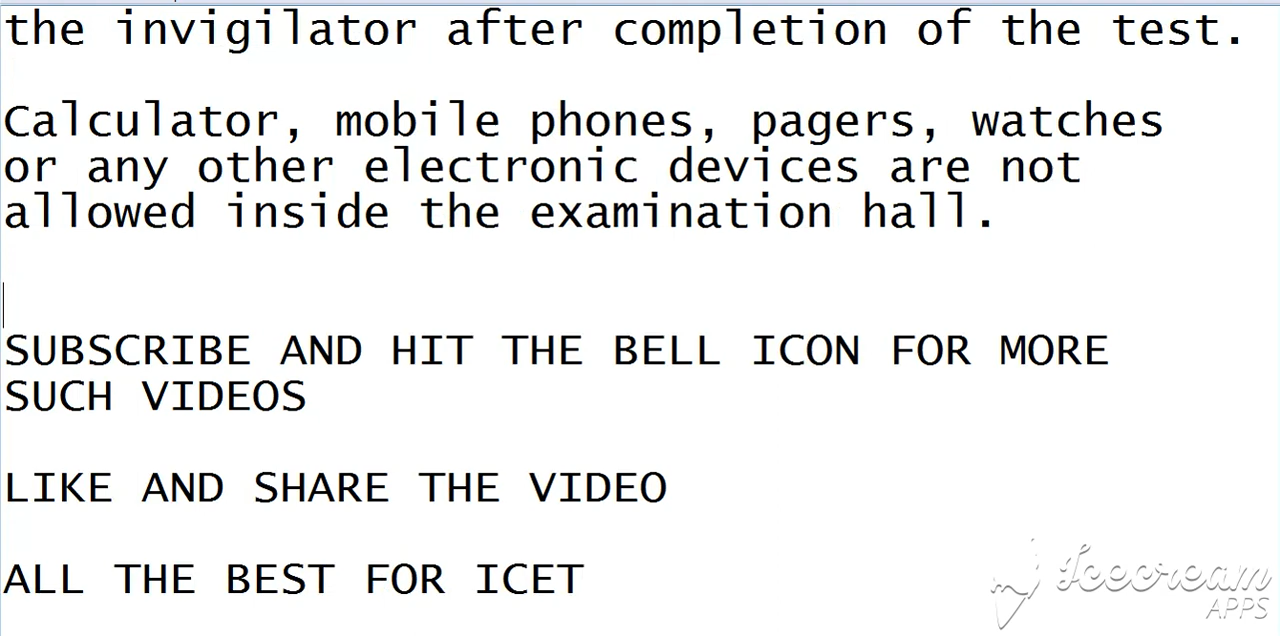 the invigilator after completion of the test.
Calculator, mobile phones, pagers, watches
or any other electronic devices are not
allowed inside the examination hall.
SUBSCRIBE AND HIT THE BELL ICON FOR MORE
SUCH VIDEOS
LIKE AND SHARE THE VIDEO
ALL THE BEST FOR ICET
Icecream
APPS